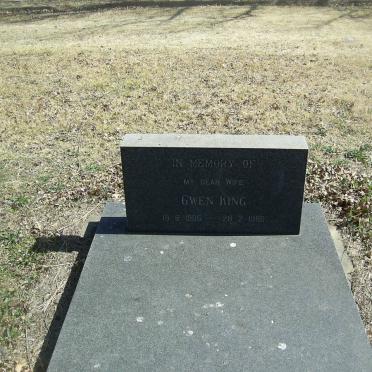 IN MEMORY OF
MY DEAR WIFE
GWEN KING